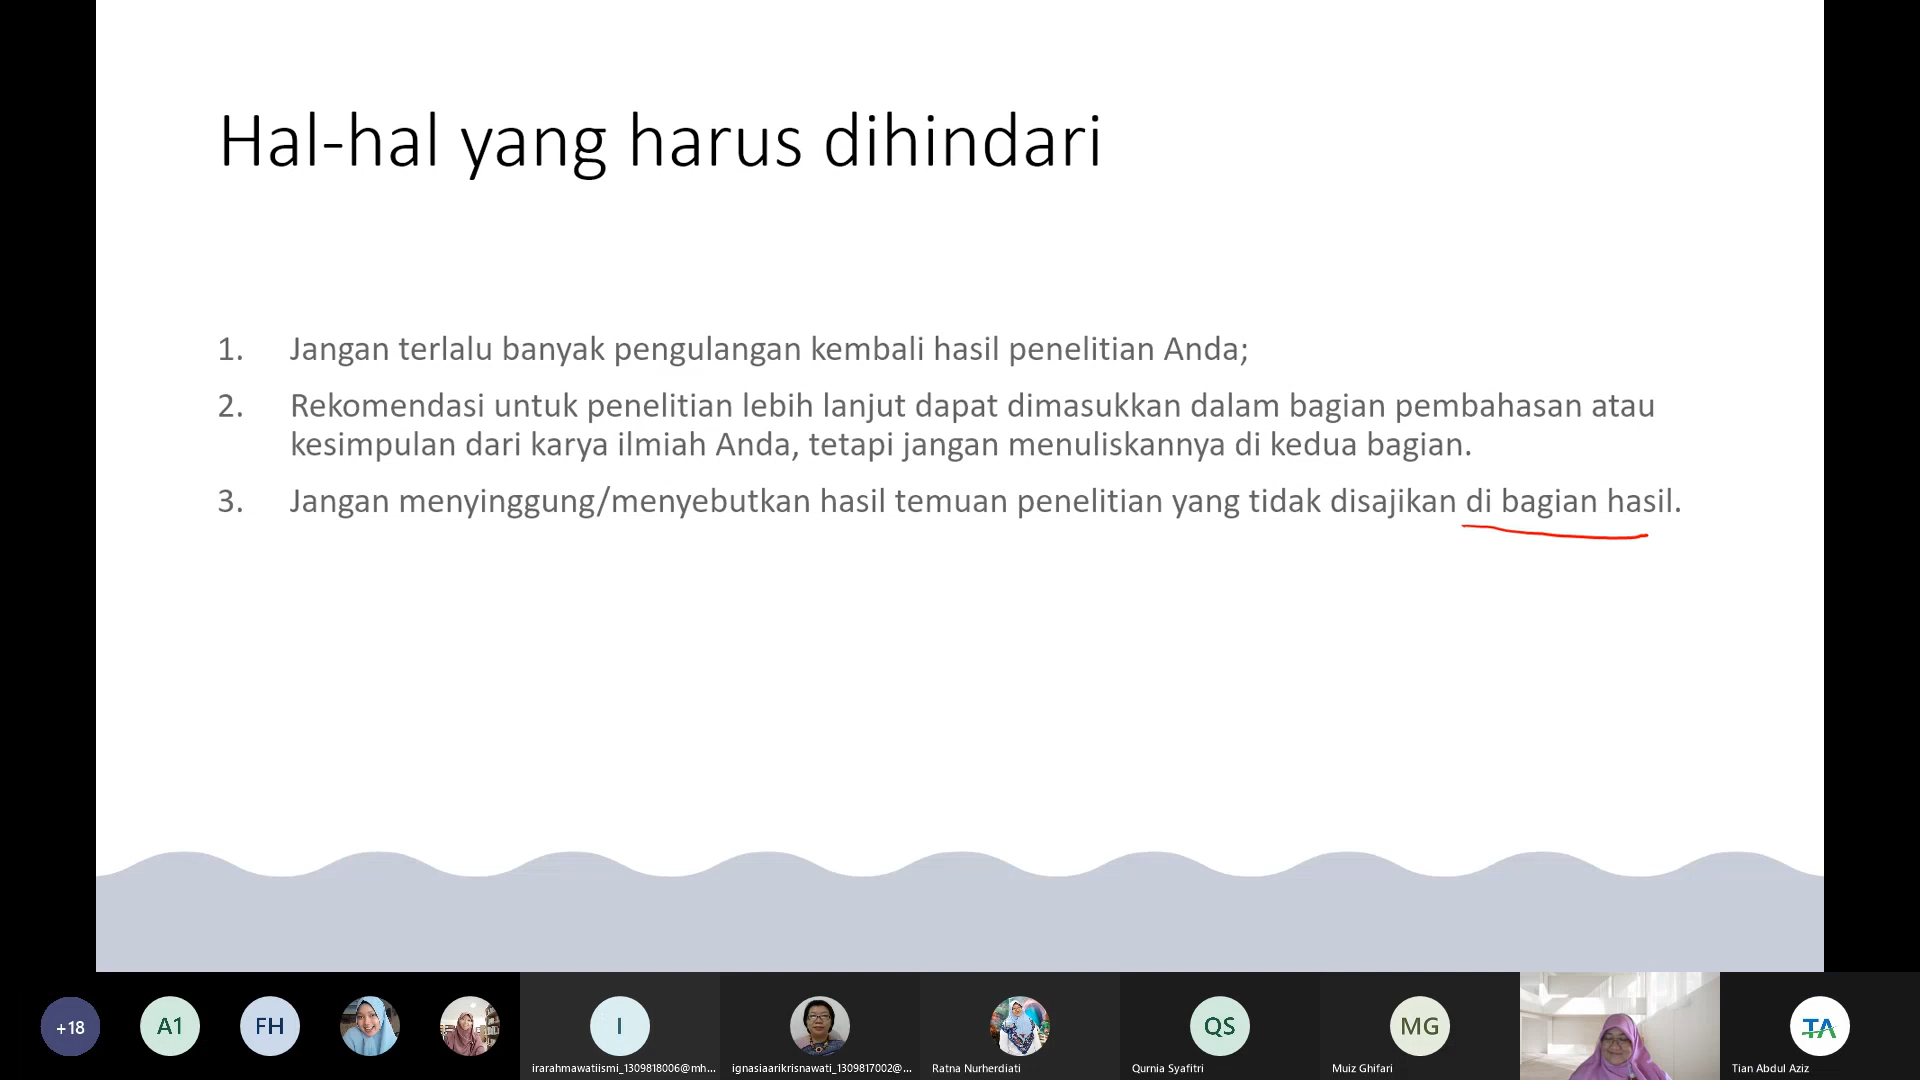 Hal-hal yang harus dihindari
1. Jangan terlalu banyak pengulangan kembali hasil penelitian Anda;
2. Rekomendasi untuk penelitian lebih lanjut dapat dimasukkan dalam bagian pembahasan atau
kesimpulan dari karya ilmiah Anda, tetapi jangan menuliskannya di kedua bagian.
3. Jangan menyinggung/menyebutkan hasil temuan penelitian yang tidak disajikan di bagian hasil.
+18
A1
FH
I
QS
MG
TA
irarahmawatiismi_1309818006@mh...
ignasiaarikrisnawati_1309817002@...
Ratna Nurherdiati
Qurnia Syafitri
Muiz Ghifari
Tian Abdul Aziz